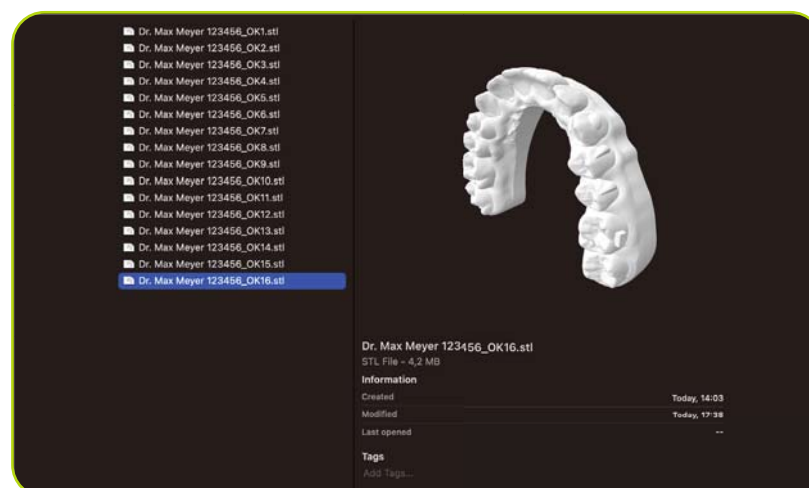 Dr. Max Meyer 123456_OK1.stl
Dr. Max Meyer 123456_OK2.stl
Dr. Max Meyer 123456_OK3.stl
Dr. Max Meyer 123456_OK4.stl
Dr. Max Meyer 123456_OK5.stl
Dr. Max Meyer 123456_OK6.stl
Dr. Max Meyer 123456_OK7.stl
Dr. Max Meyer 123456_OK8.stl
Dr. Max Meyer 123456_OK9.stl
Dr. Max Meyer 123456_OK10.stl
Dr. Max Meyer 123456_OK11.stl
Dr. Max Meyer 123456_OK12.stl
Dr. Max Meyer 123456_OK13.stl
Dr. Max Meyer 123456_OK14.stl
Dr. Max Meyer 123456_OK15.stl
Dr. Max Meyer 123456_OK16.stl
Dr. Max Meyer 123456_OK16.stl
STL File - 4,2 MB
Information
Created Today, 14:03
Modified Today, 17:38
Last opened --
Tags
Add Tags...